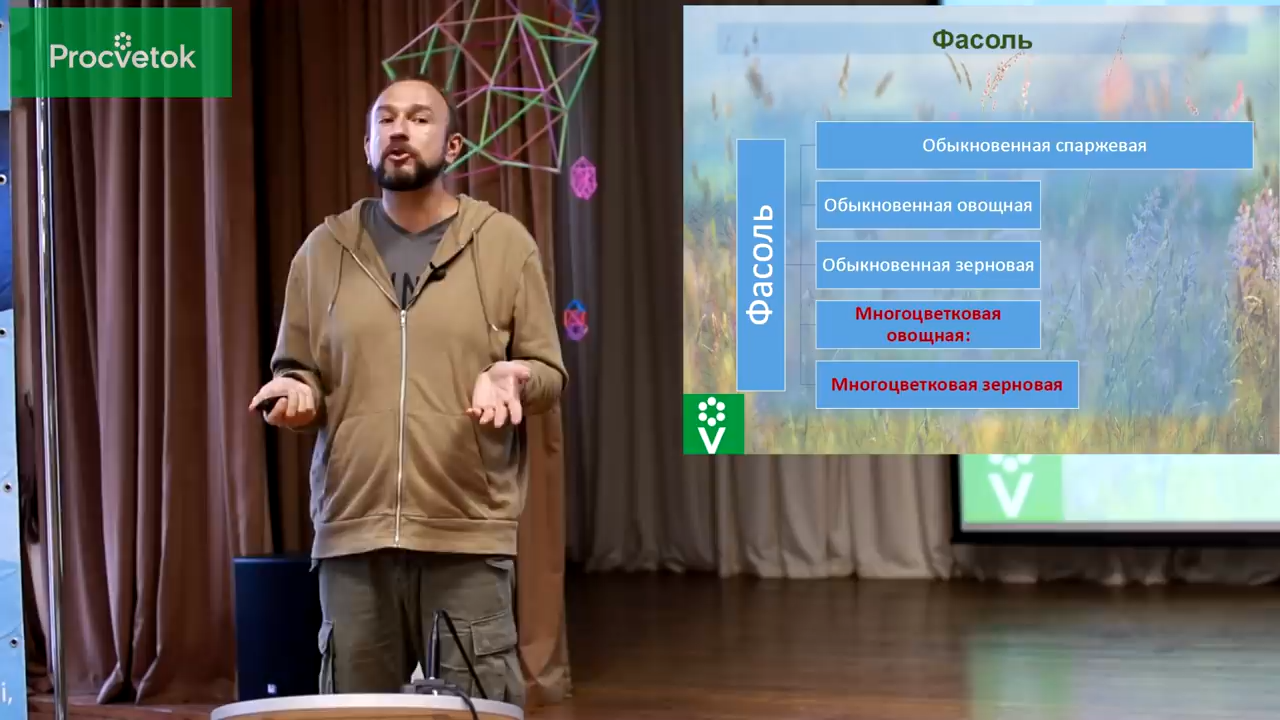 Procvetok
Фасоль
Фасоль
Обыкновенная спаржевая
Обыкновенная овощная
Обыкновенная зерновая
Многоцветковая
овощная:
Многоцветковая зерновая